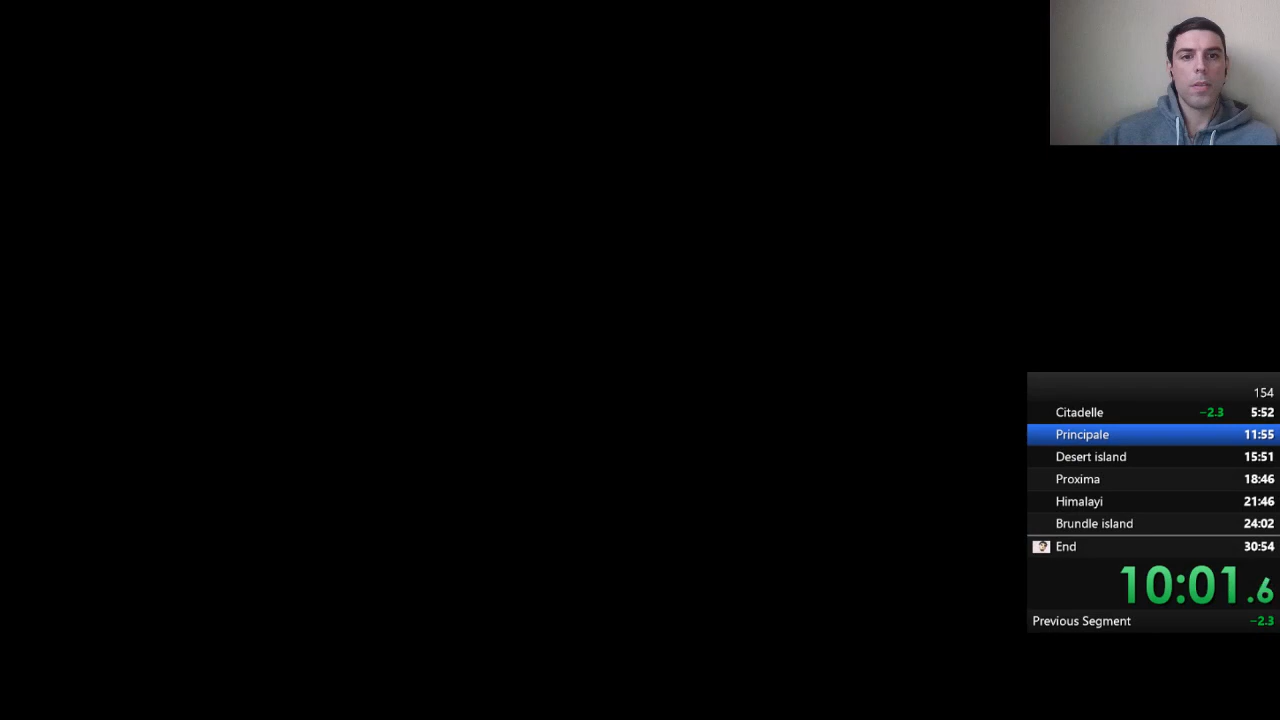 154
Citadelle −2.3 5:52
Principale 11:55
Desert island 15:51
Proxima 18:46
Himalayi 21:46
Brundle island 24:02
End 30:54
10:01.6
Previous Segment −2.3